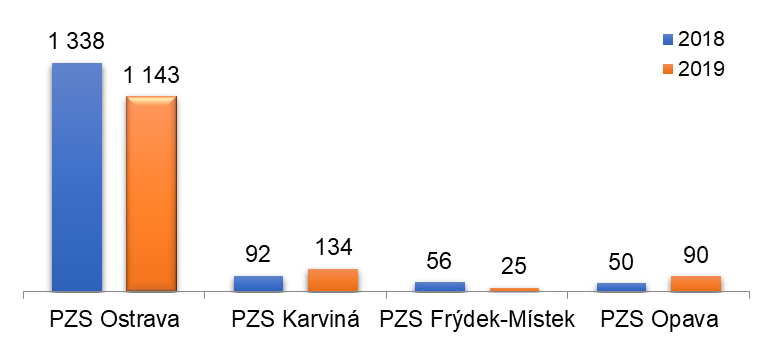 1 338
1 143
2018
2019
92
134
56
25
50
90
PZS Ostrava
PZS Karviná
PZS Frýdek-Místek
PZS Opava